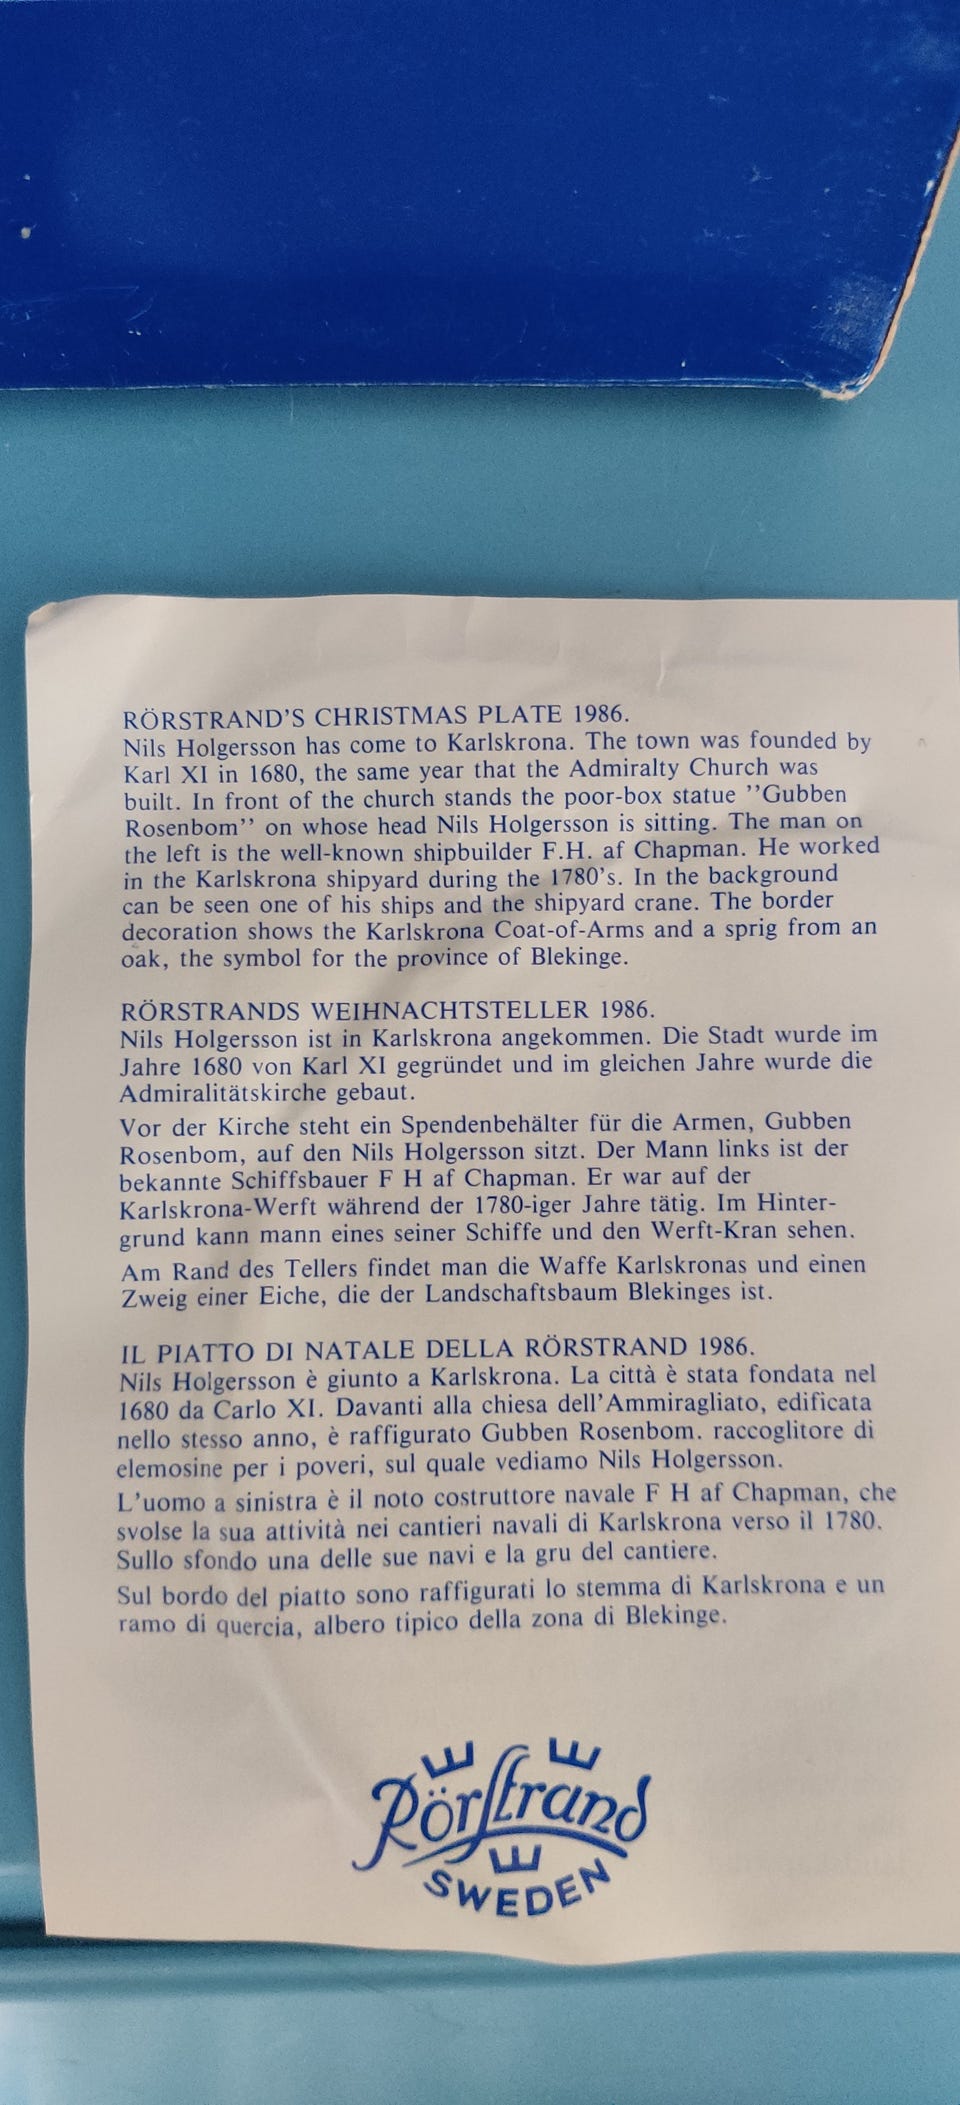 RÖRSTRAND'S CHRISTMAS PLATE 1986.
Nils Holgersson has come to Karlskrona. The town was founded by
Karl XI in 1680, the same year that the Admiralty Church was
built. In front of the church stands the poor-box statue ''Gubben
Rosenbom'' on whose head Nils Holgersson is sitting. The man on
the left is the well-known shipbuilder F.H. af Chapman. He worked
in the Karlskrona shipyard during the 1780's. In the background
can be seen one of his ships and the shipyard crane. The border
decoration shows the Karlskrona Coat-of-Arms and a sprig from an
oak, the symbol for the province of Blekinge.
RÖRSTRANDS WEIHNACHTSTELLER 1986.
Nils Holgersson ist in Karlskrona angekommen. Die Stadt wurde im
Jahre 1680 von Karl XI gegründet und im gleichen Jahre wurde die
Admiralitätskirche gebaut.
Vor der Kirche steht ein Spendenbehälter für die Armen, Gubben
Rosenbom, auf den Nils Holgersson sitzt. Der Mann links ist der
bekannte Schiffsbauer F H af Chapman. Er war auf der
Karlskrona-Werft während der 1780-iger Jahre tätig. Im Hinter-
grund kann mann eines seiner Schiffe und den Werft-Kran sehen.
Am Rand des Tellers findet man die Waffe Karlskronas und einen
Zweig einer Eiche, die der Landschaftsbaum Blekinges ist.
IL PIATTO DI NATALE DELLA RÖRSTRAND 1986.
Nils Holgersson è giunto a Karlskrona. La città è stata fondata nel
1680 da Carlo XI. Davanti alla chiesa dell'Ammiragliato, edificata
nello stesso anno, è raffigurato Gubben Rosenbom. raccoglitore di
elemosine per i poveri, sul quale vediamo Nils Holgersson.
L'uomo a sinistra è il noto costruttore navale F H af Chapman, che
svolse la sua attività nei cantieri navali di Karlskrona verso il 1780.
Sullo sfondo una delle sue navi e la gru del cantiere.
Sul bordo del piatto sono raffigurati lo stemma di Karlskrona e un
ramo di quercia, albero tipico della zona di Blekinge.
Rörstrand
SWEDEN